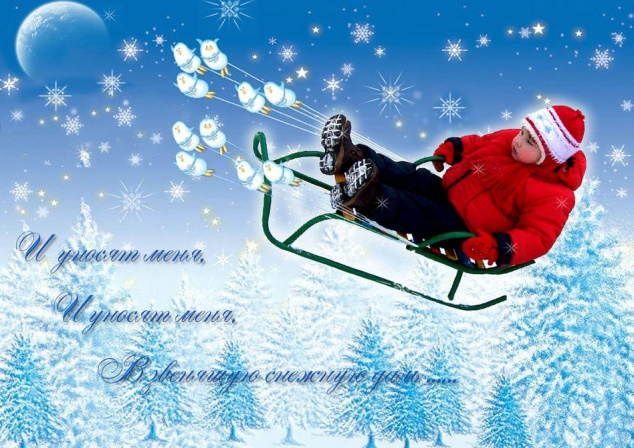 И уносят меня,
И уносят меня,
В звенящую снежную даль......